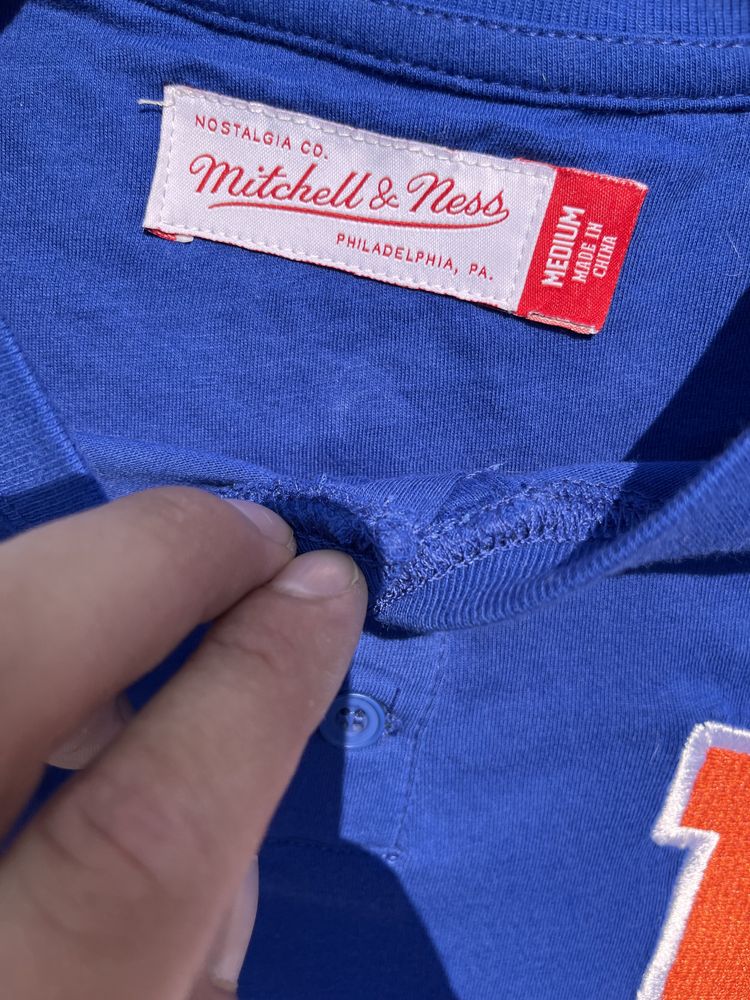 NOSTALGIA CO.
Mitchell & Ness
PHILADELPHIA, PA.
MEDIUM
MADE IN
CHINA